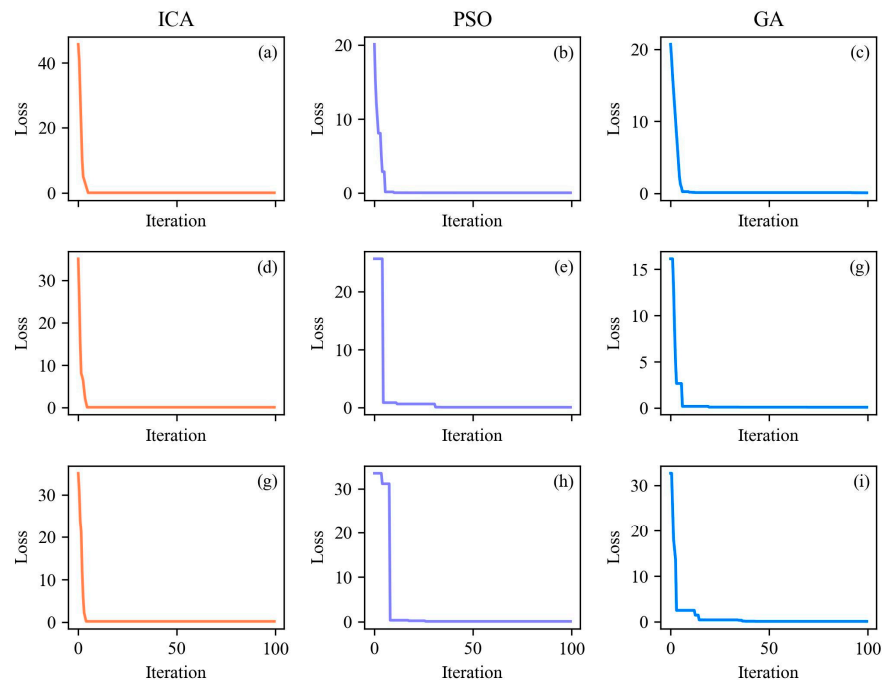 ICA PSO GA
(a) (b) (c)
40 20 20
20 10 10
0 0 0
Loss Loss Loss
Iteration Iteration Iteration
(d) (e) (g)
30 20 15
20 10 10
10 0 5
0 0
Loss Loss Loss
Iteration Iteration Iteration
(g) (h) (i)
30 30 30
20 20 20
10 10 10
0 0 0
Loss Loss Loss
0 50 100 0 50 100 0 50 100
Iteration Iteration Iteration